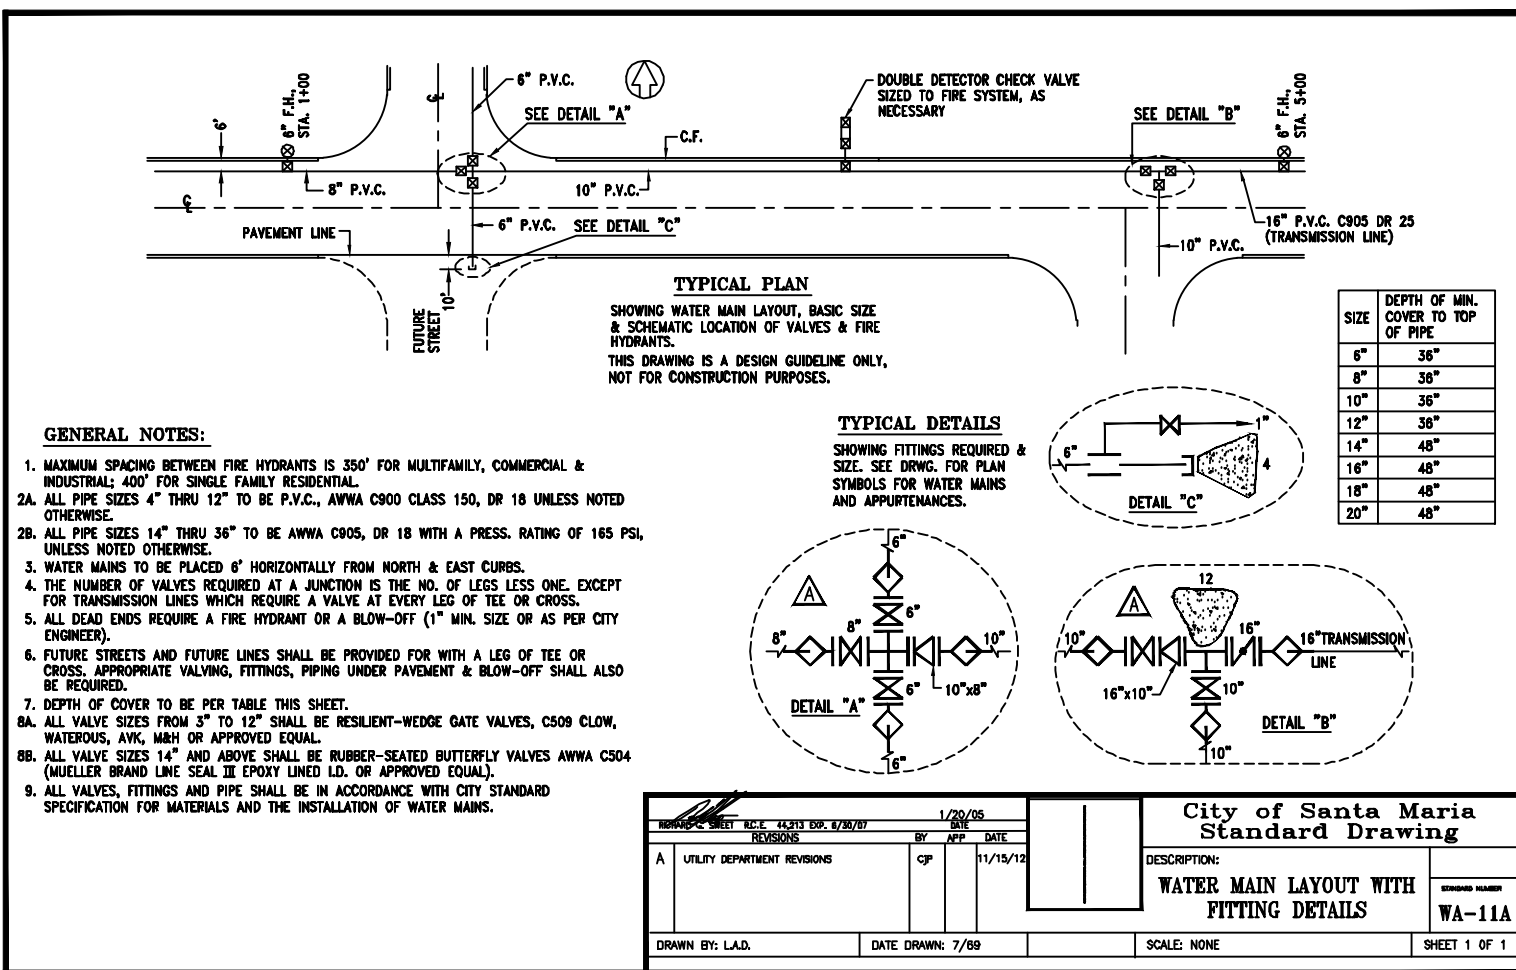 6" P.V.C.
SEE DETAIL "A"
DOUBLE DETECTOR CHECK VALVE
SIZED TO FIRE SYSTEM, AS
NECESSARY
SEE DETAIL "B"
6" F.H.,
STA. 1+00
6" F.H.,
STA. 5+00
6'
C.F.
8" P.V.C.
10" P.V.C.
16" P.V.C. C905 DR 25
(TRANSMISSION LINE)
6" P.V.C.
SEE DETAIL "C"
10" P.V.C.
PAVEMENT LINE
10'
FUTURE
STREET
TYPICAL PLAN
SHOWING WATER MAIN LAYOUT, BASIC SIZE
& SCHEMATIC LOCATION OF VALVES & FIRE
HYDRANTS.
THIS DRAWING IS A DESIGN GUIDELINE ONLY,
NOT FOR CONSTRUCTION PURPOSES.
SIZE DEPTH OF MIN.
COVER TO TOP
OF PIPE
6" 36"
8" 36"
10" 36"
12" 36"
14" 48"
16" 48"
18" 48"
20" 48"
GENERAL NOTES:
1. MAXIMUM SPACING BETWEEN FIRE HYDRANTS IS 350' FOR MULTIFAMILY, COMMERCIAL &
INDUSTRIAL; 400' FOR SINGLE FAMILY RESIDENTIAL.
2A. ALL PIPE SIZES 4" THRU 12" TO BE P.V.C., AWWA C900 CLASS 150, DR 18 UNLESS NOTED
OTHERWISE.
2B. ALL PIPE SIZES 14" THRU 36" TO BE AWWA C905, DR 18 WITH A PRESS. RATING OF 165 PSI,
UNLESS NOTED OTHERWISE.
3. WATER MAINS TO BE PLACED 6' HORIZONTALLY FROM NORTH & EAST CURBS.
4. THE NUMBER OF VALVES REQUIRED AT A JUNCTION IS THE NO. OF LEGS LESS ONE. EXCEPT
FOR TRANSMISSION LINES WHICH REQUIRE A VALVE AT EVERY LEG OF TEE OR CROSS.
5. ALL DEAD ENDS REQUIRE A FIRE HYDRANT OR A BLOW-OFF (1" MIN. SIZE OR AS PER CITY
ENGINEER).
6. FUTURE STREETS AND FUTURE LINES SHALL BE PROVIDED FOR WITH A LEG OF TEE OR
CROSS. APPROPRIATE VALVING, FITTINGS, PIPING UNDER PAVEMENT & BLOW-OFF SHALL ALSO
BE REQUIRED.
7. DEPTH OF COVER TO BE PER TABLE THIS SHEET.
8A. ALL VALVE SIZES FROM 3" TO 12" SHALL BE RESILIENT-WEDGE GATE VALVES, C509 CLOW,
WATEROUS, AVK, M&H OR APPROVED EQUAL.
8B. ALL VALVE SIZES 14" AND ABOVE SHALL BE RUBBER-SEATED BUTTERFLY VALVES AWWA C504
(MUELLER BRAND LINE SEAL III EPOXY LINED I.D. OR APPROVED EQUAL).
9. ALL VALVES, FITTINGS AND PIPE SHALL BE IN ACCORDANCE WITH CITY STANDARD
SPECIFICATION FOR MATERIALS AND THE INSTALLATION OF WATER MAINS.
TYPICAL DETAILS
SHOWING FITTINGS REQUIRED &
SIZE. SEE DRWG. FOR PLAN
SYMBOLS FOR WATER MAINS
AND APPURTENANCES.
1"
6"
4
DETAIL "C"
6"
A
6"
8"
8"
10"
6"
10"x8"
DETAIL "A"
6"
12
A
10"
16"
16" TRANSMISSION
LINE
16"x10"
10"
DETAIL "B"
10"
RICHARD G. SWEET R.C.E. 44,213 EXP. 6/30/07
1/20/05
DATE
REVISIONS BY APP DATE
A UTILITY DEPARTMENT REVISIONS CJP 11/15/12
City of Santa Maria
Standard Drawing
DESCRIPTION:
WATER MAIN LAYOUT WITH
FITTING DETAILS
STANDARD NUMBER
WA-11A
DRAWN BY: L.A.D. DATE DRAWN: 7/69 SCALE: NONE SHEET 1 OF 1